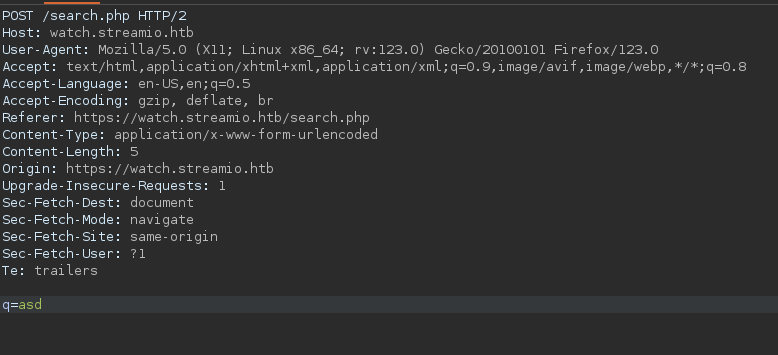 POST /search.php HTTP/2
Host: watch.streamio.htb
User-Agent: Mozilla/5.0 (X11; Linux x86_64; rv:123.0) Gecko/20100101 Firefox/123.0
Accept: text/html,application/xhtml+xml,application/xml;q=0.9,image/avif,image/webp,*/*;q=0.8
Accept-Language: en-US,en;q=0.5
Accept-Encoding: gzip, deflate, br
Referer: https://watch.streamio.htb/search.php
Content-Type: application/x-www-form-urlencoded
Content-Length: 5
Origin: https://watch.streamio.htb
Upgrade-Insecure-Requests: 1
Sec-Fetch-Dest: document
Sec-Fetch-Mode: navigate
Sec-Fetch-Site: same-origin
Sec-Fetch-User: ?1
Te: trailers
q=asd